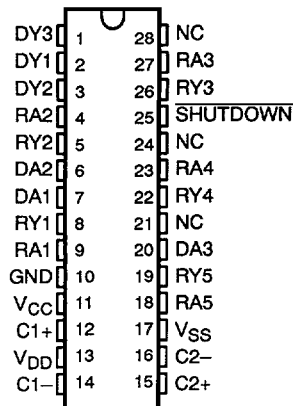 DY3 1 28 NC
DY1 2 27 RA3
DY2 3 26 RY3
RA2 4 25 SHUTDOWN
RY2 5 24 NC
DA2 6 23 RA4
DA1 7 22 RY4
RY1 8 21 NC
RA1 9 20 DA3
GND 10 19 RY5
VCC 11 18 RA5
C1+ 12 17 VSS
VDD 13 16 C2−
C1− 14 15 C2+